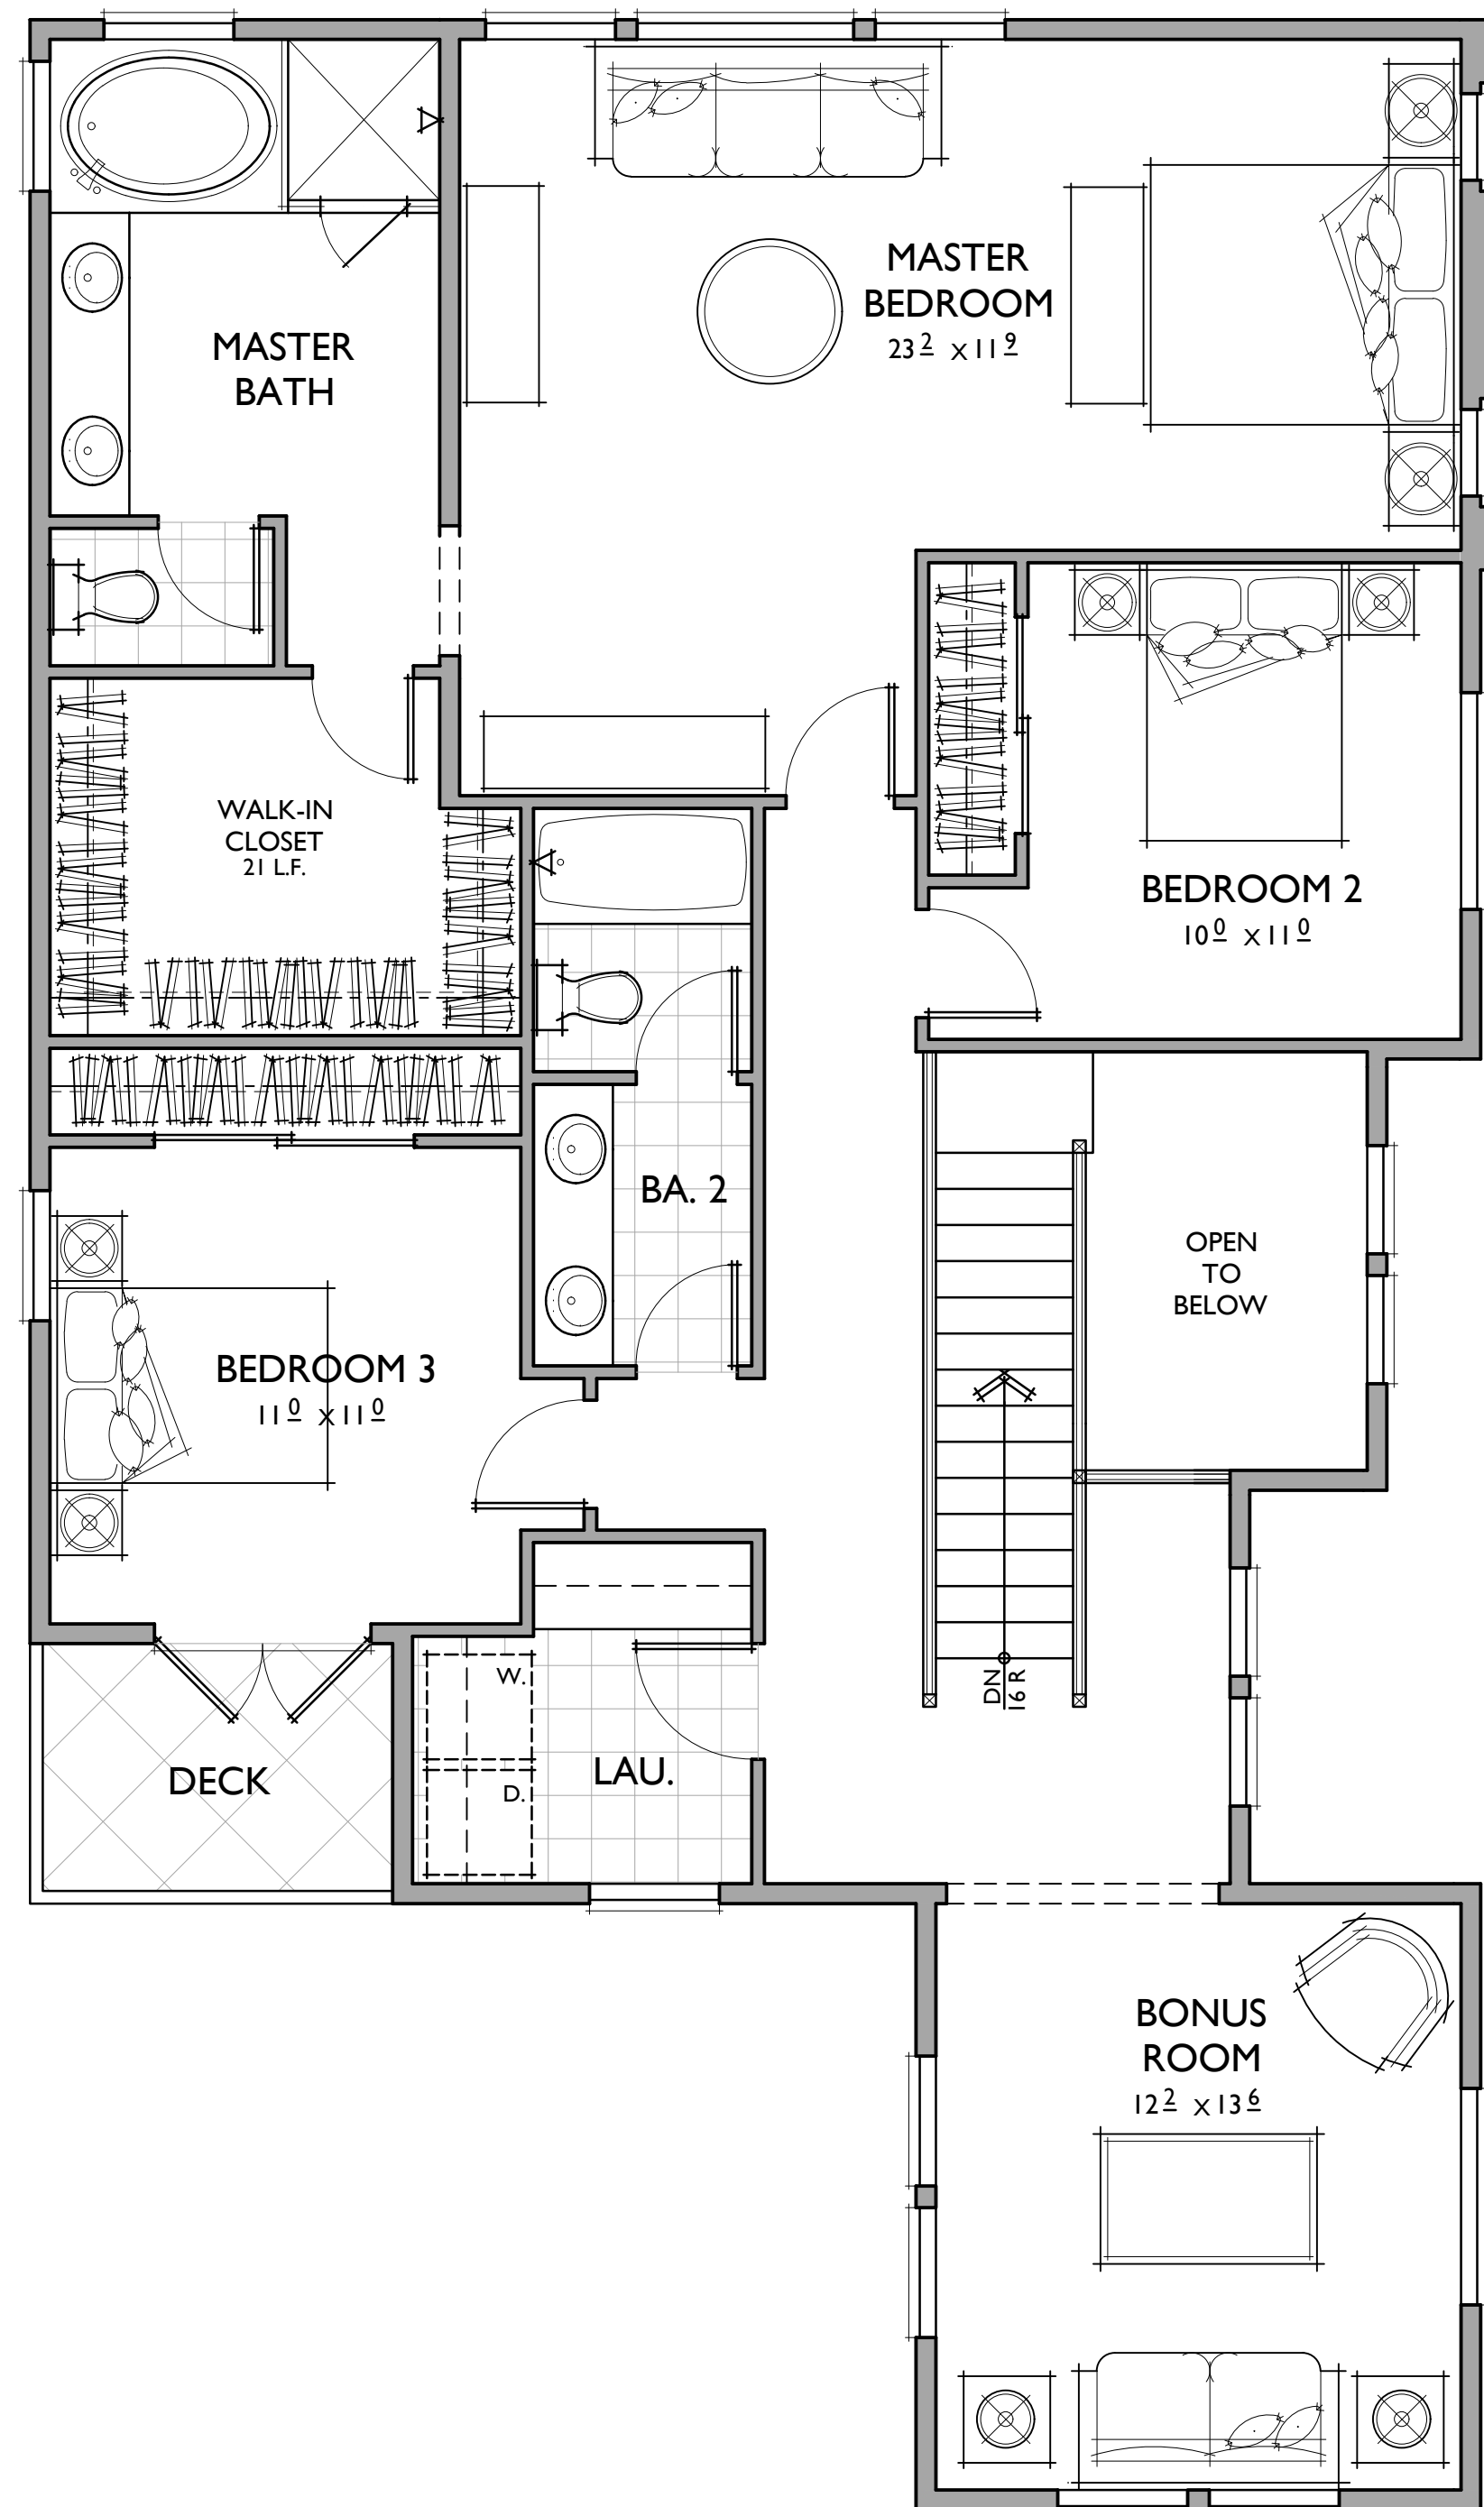 MASTER
BEDROOM
23 2 x 11 9
MASTER
BATH
WALK-IN
CLOSET
21 L.F.
BEDROOM 2
10 0 x 11 0
BA. 2
OPEN
TO
BELOW
BEDROOM 3
11 0 x 11 0
DN
16 R
W.
D.
LAU.
DECK
BONUS
ROOM
12 2 x 13 6